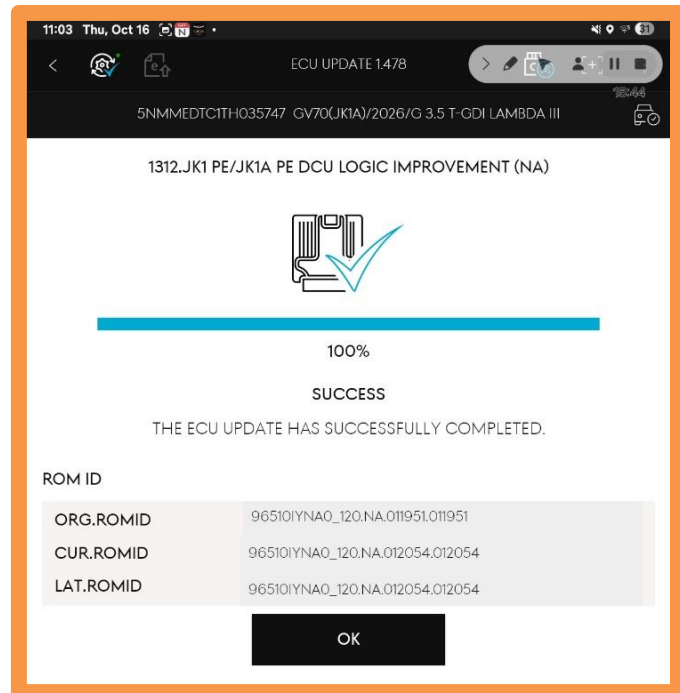 11:03 Thu, Oct 16
31
ECU UPDATE 1.478
15:44
5NMMEDTC1TH035747 GV70(JK1A)/2026/G 3.5 T-GDI LAMBDA III
1312.JK1 PE/JK1A PE DCU LOGIC IMPROVEMENT (NA)
100%
SUCCESS
THE ECU UPDATE HAS SUCCESSFULLY COMPLETED.
ROM ID
ORG.ROMID 96510IYNA0_120.NA.011951.011951
CUR.ROMID 96510IYNA0_120.NA.012054.012054
LAT.ROMID 96510IYNA0_120.NA.012054.012054
OK